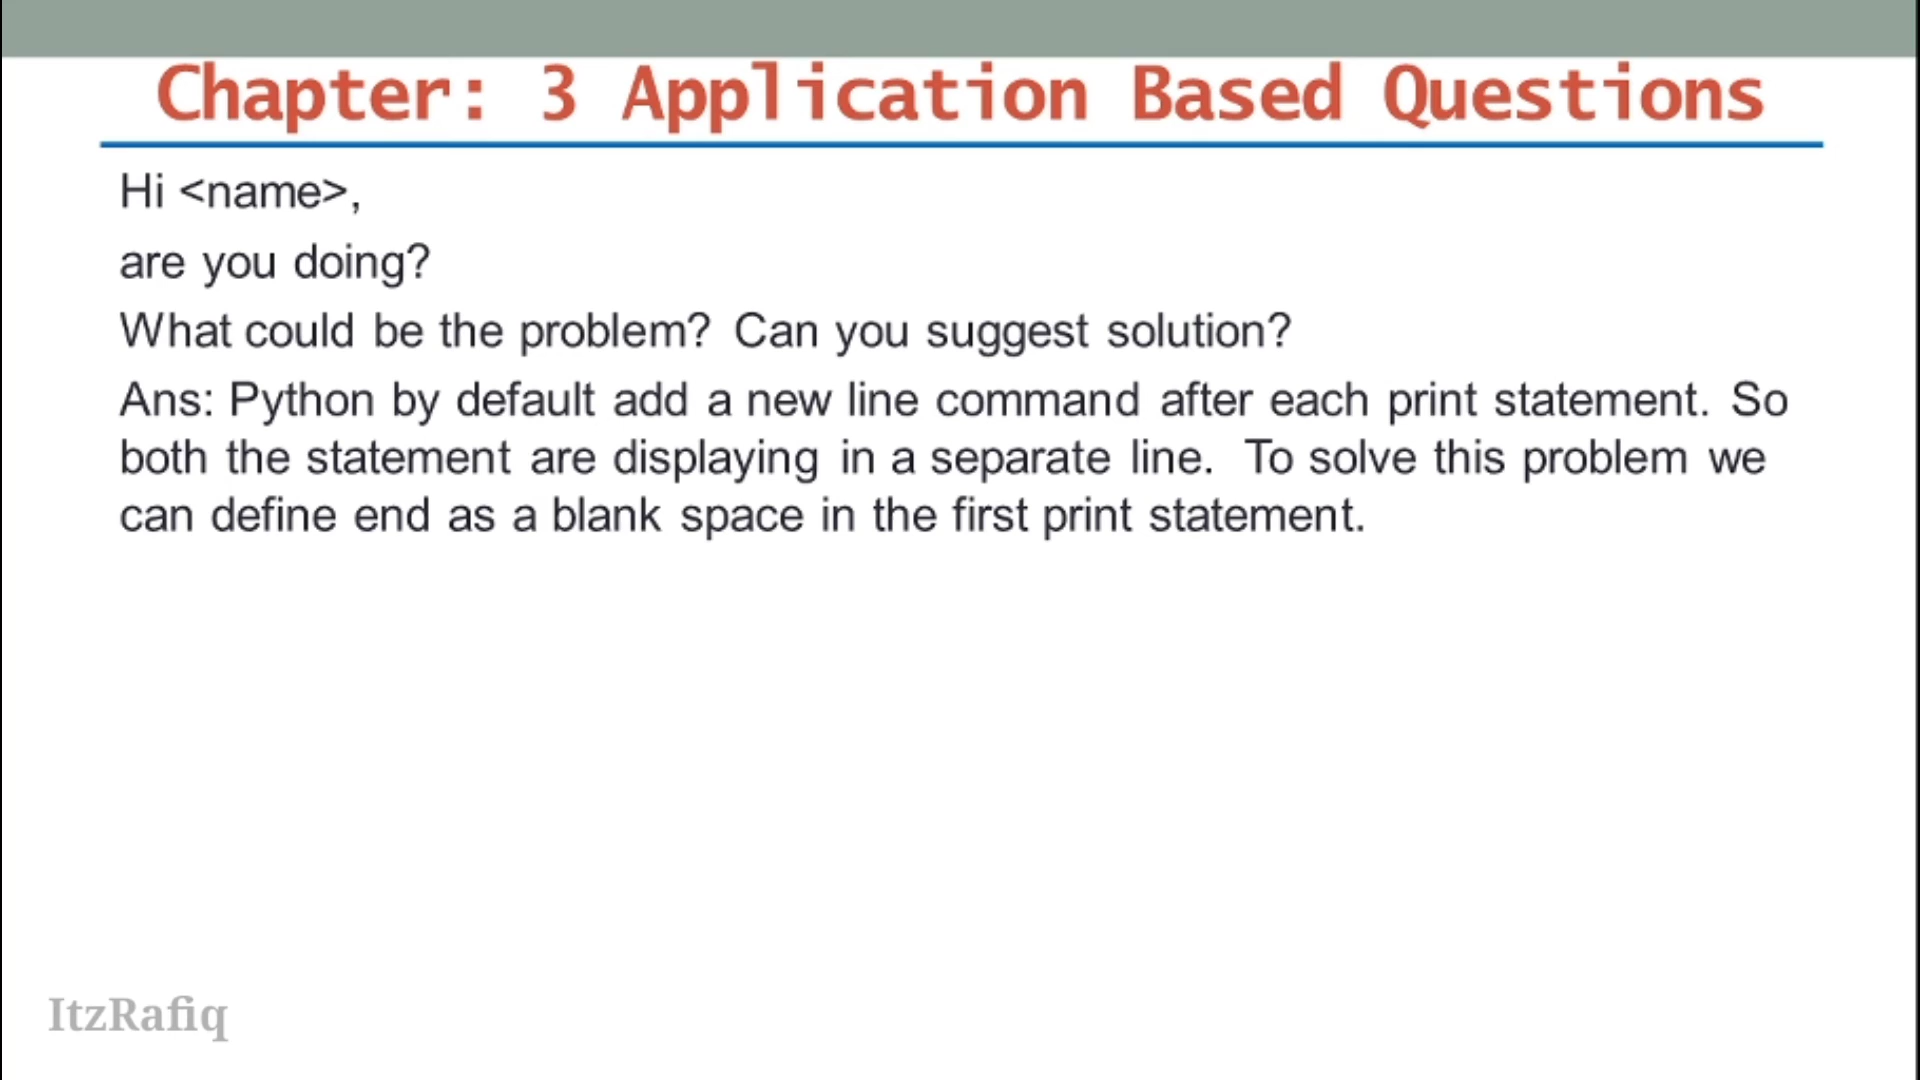 Chapter: 3 Application Based Questions
Hi <name>,
are you doing?
What could be the problem? Can you suggest solution?
Ans: Python by default add a new line command after each print statement. So
both the statement are displaying in a separate line. To solve this problem we
can define end as a blank space in the first print statement.
ItzRafiq